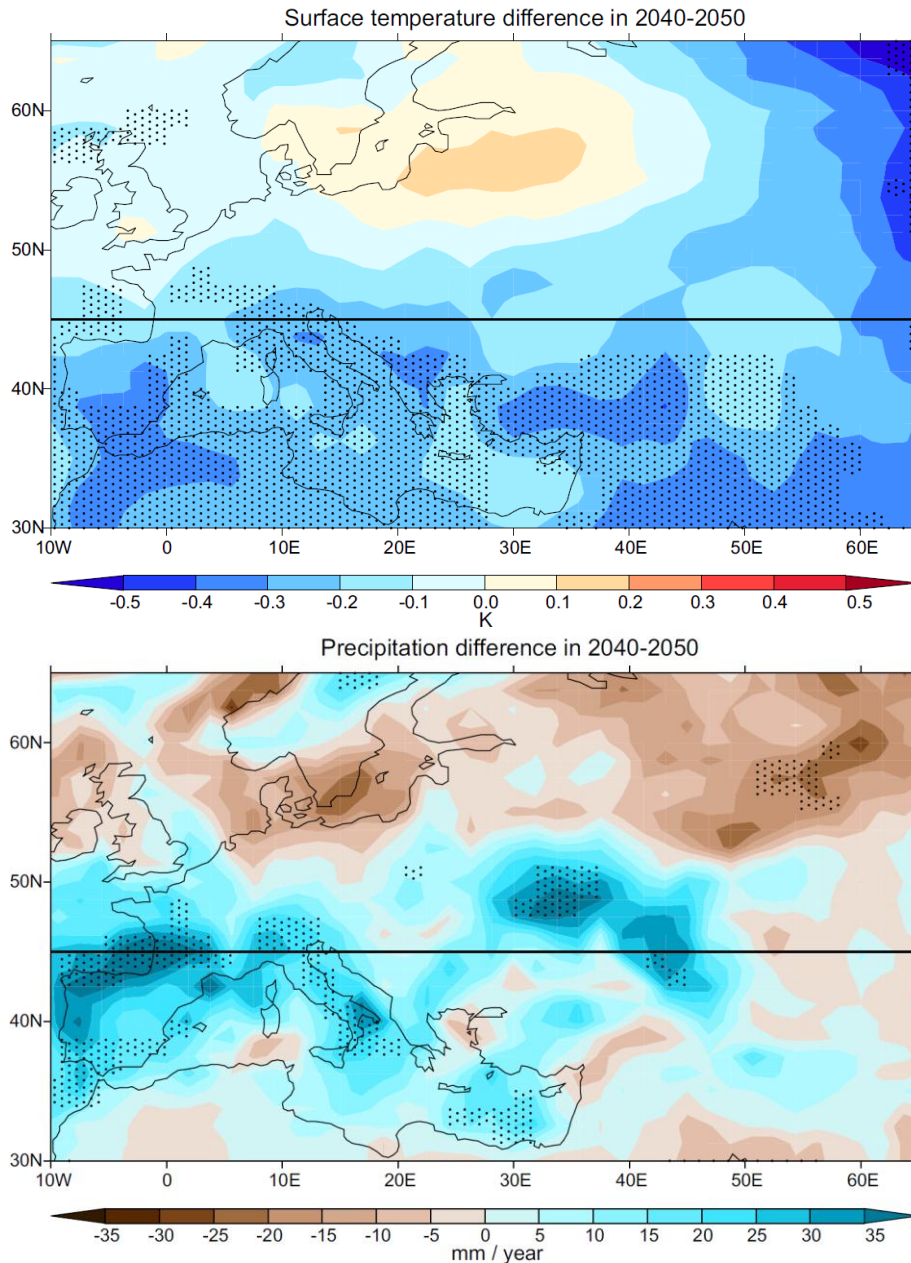 Surface temperature difference in 2040-2050
60N
50N
40N
30N
10W 0 10E 20E 30E 40E 50E 60E
-0.5 -0.4 -0.3 -0.2 -0.1 0.0 0.1 0.2 0.3 0.4 0.5
K
Precipitation difference in 2040-2050
60N
50N
40N
30N
10W 0 10E 20E 30E 40E 50E 60E
-35 -30 -25 -20 -15 -10 -5 0 5 10 15 20 25 30 35
mm / year